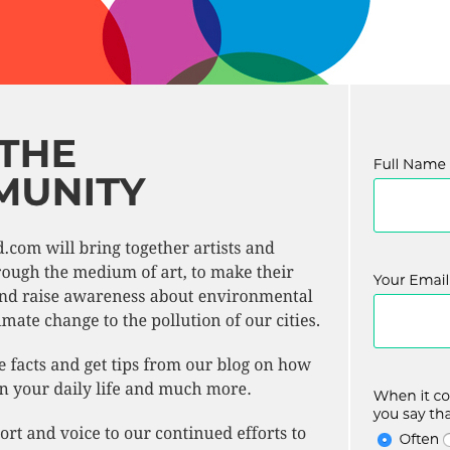 THE
MUNITY
d.com will bring together artists and
rough the medium of art, to make their
nd raise awareness about environmental
mate change to the pollution of our cities.
e facts and get tips from our blog on how
n your daily life and much more.
ort and voice to our continued efforts to
Full Name
Your Email
When it co
you say tha
Often